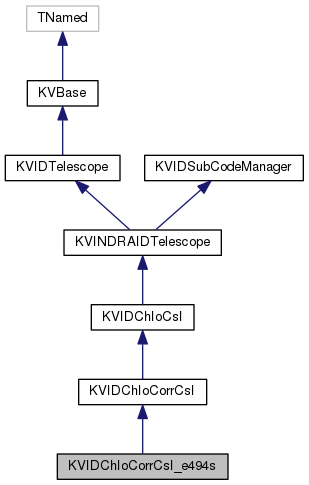 TNamed
KVBase
KVIDTelescope
KVIDSubCodeManager
KVINDRAIDTelescope
KVIDChIoCsI
KVIDChIoCorrCsI
KVIDChIoCorrCsI_e494s